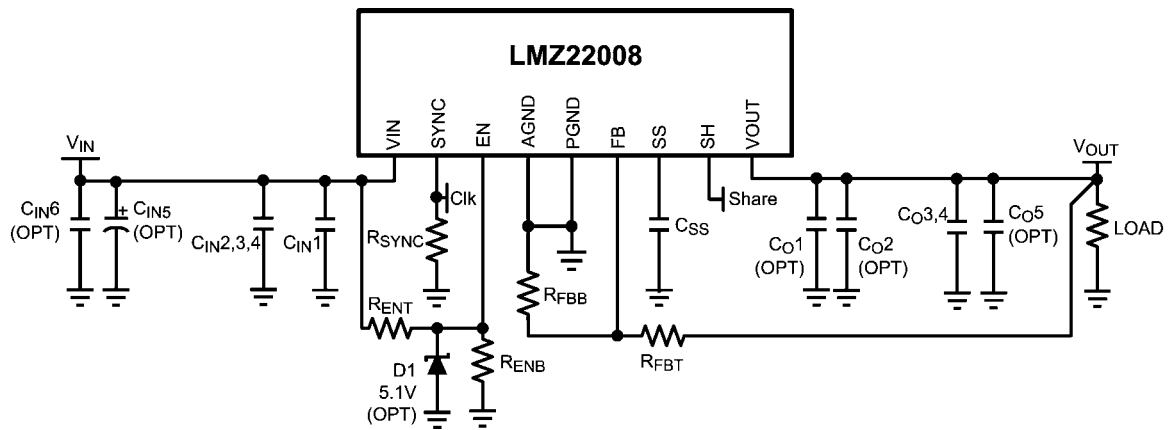 LMZ22008
VIN
SYNC
EN
AGND
PGND
FB
SS
SH
VOUT
VIN
VOUT
Clk
Share
CIN6
(OPT)
+
CIN5
(OPT)
CIN2,3,4
CIN1
RSYNC
CSS
CO1
(OPT)
CO2
(OPT)
CO3,4
CO5
(OPT)
LOAD
RFBB
RENT
RENB
RFBT
D1
5.1V
(OPT)